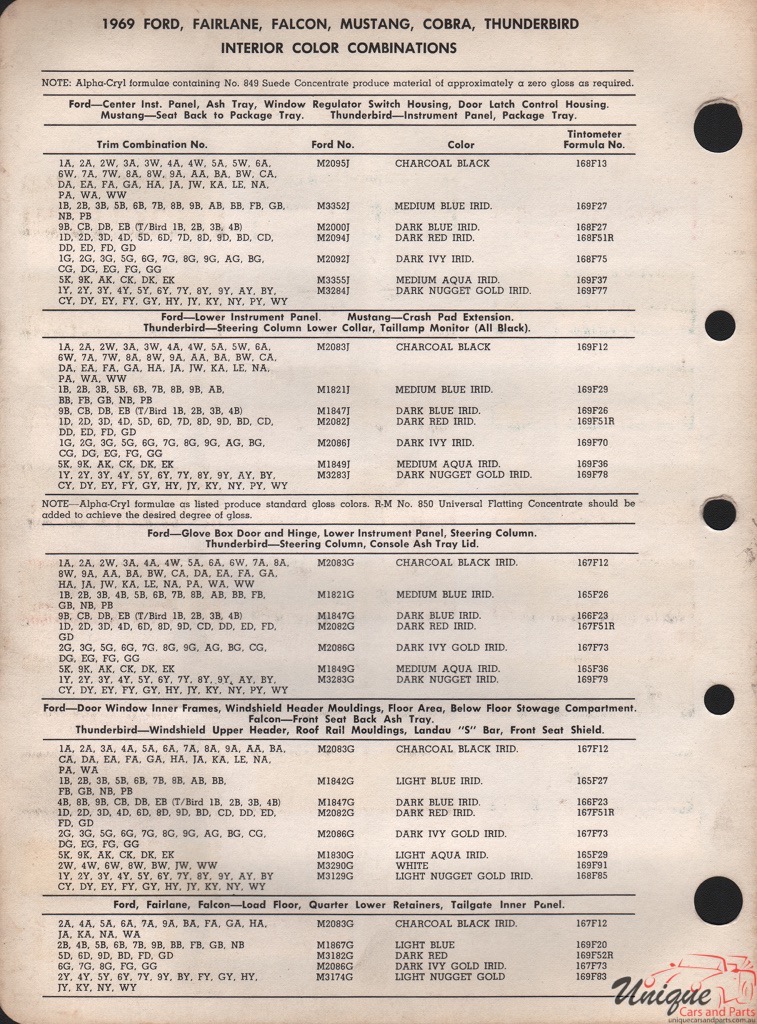 1969 FORD, FAIRLANE, FALCON, MUSTANG, COBRA, THUNDERBIRD
INTERIOR COLOR COMBINATIONS
NOTE: Alpha-Cryl formulae containing No. 849 Suede Concentrate produce material of approximately a zero gloss as required.
Ford—Center Inst. Panel, Ash Tray, Window Regulator Switch Housing, Door Latch Control Housing.
Mustang—Seat Back to Package Tray. Thunderbird—Instrument Panel, Package Tray.
Trim Combination No. Ford No. Color Tintometer Formula No.
1A, 2A, 2W, 3A, 3W, 4A, 4W, 5A, 5W, 6A, M2095J CHARCOAL BLACK 168F13
6W, 7A, 7W, 8A, 8W, 9A, AA, BA, BW, CA,
DA, EA, FA, GA, HA, JA, JW, KA, LE, NA,
PA, WA, WW
1B, 2B, 3B, 5B, 6B, 7B, 8B, 9B, AB, BB, FB, GB, M3352J MEDIUM BLUE IRID. 169F27
NB, PB
9B, CB, DB, EB (T/Bird 1B, 2B, 3B, 4B) M2000J DARK BLUE IRID. 168F27
1D, 2D, 3D, 4D, 5D, 6D, 7D, 8D, 9D, BD, CD, M2094J DARK RED IRID. 168F51R
DD, ED, FD, GD
1G, 2G, 3G, 5G, 6G, 7G, 8G, 9G, AG, BG, M2092J DARK IVY IRID. 168F75
CG, DG, EG, FG, GG
5K, 9K, AK, CK, DK, EK M3355J MEDIUM AQUA IRID. 169F37
1Y, 2Y, 3Y, 4Y, 5Y, 6Y, 7Y, 8Y, 9Y, AY, BY, M3284J DARK NUGGET GOLD IRID. 169F77
CY, DY, EY, FY, GY, HY, JY, KY, NY, PY, WY
Ford—Lower Instrument Panel. Mustang—Crash Pad Extension.
Thunderbird—Steering Column Lower Collar, Taillamp Monitor (All Black).
1A, 2A, 2W, 3A, 3W, 4A, 4W, 5A, 5W, 6A, M2083J CHARCOAL BLACK 169F12
6W, 7A, 7W, 8A, 8W, 9A, AA, BA, BW, CA,
DA, EA, FA, GA, HA, JA, JW, KA, LE, NA,
PA, WA, WW
1B, 2B, 3B, 5B, 6B, 7B, 8B, 9B, AB, M1821J MEDIUM BLUE IRID. 169F29
BB, FB, GB, NB, PB
9B, CB, DB, EB (T/Bird 1B, 2B, 3B, 4B) M1847J DARK BLUE IRID. 169F26
1D, 2D, 3D, 4D, 5D, 6D, 7D, 8D, 9D, BD, CD, M2082J DARK RED IRID. 169F51R
DD, ED, FD, GD
1G, 2G, 3G, 5G, 6G, 7G, 8G, 9G, AG, BG, M2086J DARK IVY IRID. 169F70
CG, DG, EG, FG, GG
5K, 9K, AK, CK, DK, EK M1849J MEDIUM AQUA IRID. 169F36
1Y, 2Y, 3Y, 4Y, 5Y, 6Y, 7Y, 8Y, 9Y, AY, BY, M3283J DARK NUGGET GOLD IRID. 169F78
CY, DY, EY, FY, GY, HY, JY, KY, NY, PY, WY
NOTE—Alpha-Cryl formulae as listed produce standard gloss colors. R-M No. 850 Universal Flatting Concentrate should be
added to achieve the desired degree of gloss.
Ford—Glove Box Door and Hinge, Lower Instrument Panel, Steering Column.
Thunderbird—Steering Column, Console Ash Tray Lid.
1A, 2A, 2W, 3A, 4A, 4W, 5A, 6A, 6W, 7A, 8A, M2083G CHARCOAL BLACK IRID. 167F12
8W, 9A, AA, BA, BW, CA, DA, EA, FA, GA,
HA, JA, JW, KA, LE, NA, PA, WA, WW
1B, 2B, 3B, 4B, 5B, 6B, 7B, 8B, AB, BB, FB, M1821G MEDIUM BLUE IRID. 165F26
GB, NB, PB
9B, CB, DB, EB (T/Bird 1B, 2B, 3B, 4B) M1847G DARK BLUE IRID. 166F23
1D, 2D, 3D, 4D, 6D, 8D, 9D, CD, DD, ED, FD, M2082G DARK RED IRID. 167F51R
GD
2G, 3G, 5G, 6G, 7G, 8G, 9G, AG, BG, CG, M2086G DARK IVY GOLD IRID. 167F73
DG, EG, FG, GG
5K, 9K, AK, CK, DK, EK M1849G MEDIUM AQUA IRID. 165F36
1Y, 2Y, 3Y, 4Y, 5Y, 6Y, 7Y, 8Y, 9Y, AY, BY, M3283G DARK NUGGET IRID. 169F79
CY, DY, EY, FY, GY, HY, JY, KY, NY, PY, WY
Ford—Door Window Inner Frames, Windshield Header Mouldings, Floor Area, Below Floor Stowage Compartment.
Falcon—Front Seat Back Ash Tray.
Thunderbird—Windshield Upper Header, Roof Rail Mouldings, Landau "S" Bar, Front Seat Shield.
1A, 2A, 3A, 4A, 5A, 6A, 7A, 8A, 9A, AA, BA, M2083G CHARCOAL BLACK IRID. 167F12
CA, DA, EA, FA, GA, HA, JA, KA, LE, NA,
PA, WA
1B, 2B, 3B, 5B, 6B, 7B, 8B, AB, BB, M1842G LIGHT BLUE IRID. 165F27
FB, GB, NB, PB
4B, 8B, 9B, CB, DB, EB (T/Bird 1B, 2B, 3B, 4B) M1847G DARK BLUE IRID. 166F23
1D, 2D, 3D, 4D, 6D, 8D, 9D, BD, CD, DD, ED, M2082G DARK RED IRID. 167F51R
FD, GD
2G, 3G, 5G, 6G, 7G, 8G, 9G, AG, BG, CG, M2086G DARK IVY GOLD IRID. 167F73
DG, EG, FG, GG
5K, 9K, AK, CK, DK, EK M1830G LIGHT AQUA IRID. 165F29
2W, 4W, 6W, 8W, BW, JW, WW M3290G WHITE 169F91
1Y, 2Y, 3Y, 4Y, 5Y, 6Y, 7Y, 8Y, 9Y, AY, BY M3129G LIGHT NUGGET GOLD IRID. 168F85
CY, DY, EY, FY, GY, HY, JY, KY, NY, WY
Ford, Fairlane, Falcon—Load Floor, Quarter Lower Retainers, Tailgate Inner Panel.
2A, 4A, 5A, 6A, 7A, 9A, BA, FA, GA, HA, M2083G CHARCOAL BLACK IRID. 167F12
JA, KA, NA, WA
2B, 4B, 5B, 6B, 7B, 9B, BB, FB, GB, NB M1867G LIGHT BLUE 169F20
5D, 6D, 9D, BD, FD, GD M3182G DARK RED 169F52R
6G, 7G, 8G, FG, GG M2086G DARK IVY GOLD IRID. 167F73
2Y, 4Y, 5Y, 6Y, 7Y, 9Y, BY, FY, GY, HY, M3174G LIGHT NUGGET GOLD 169F83
JY, KY, NY, WY
Unique
Cars and Parts
uniquecarsandparts.com.au